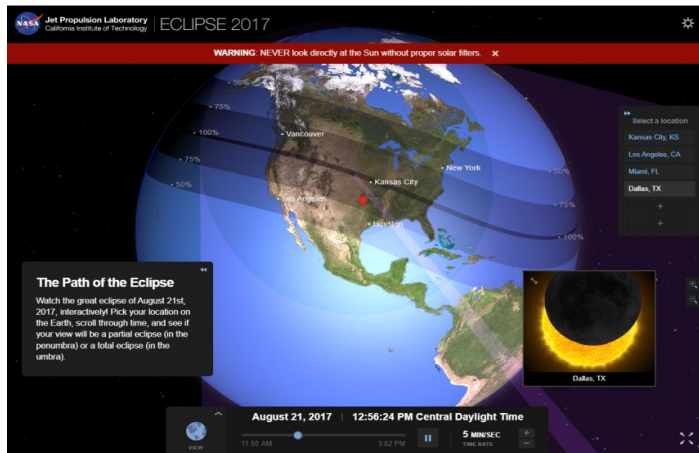 NASA
Jet Propulsion Laboratory
California Institute of Technology
ECLIPSE 2017
WARNING: NEVER look directly at the Sun without proper solar filters. ×
50%
75%
100%
75%
50%
Vancouver
New York
Kansas City
Los Angeles
Houston
50%
75%
100%
Select a location
Kansas City, KS
Los Angeles, CA
Miami, FL
Dallas, TX
+
+
The Path of the Eclipse
Watch the great eclipse of August 21st,
2017, interactively! Pick your location on
the Earth, scroll through time, and see if
your view will be a partial eclipse (in the
penumbra) or a total eclipse (in the
umbra).
Dallas, TX
August 21, 2017 | 12:56:24 PM Central Daylight Time
VIEW
11:50 AM
3:02 PM
5 MIN/SEC
TIME RATE
+
−